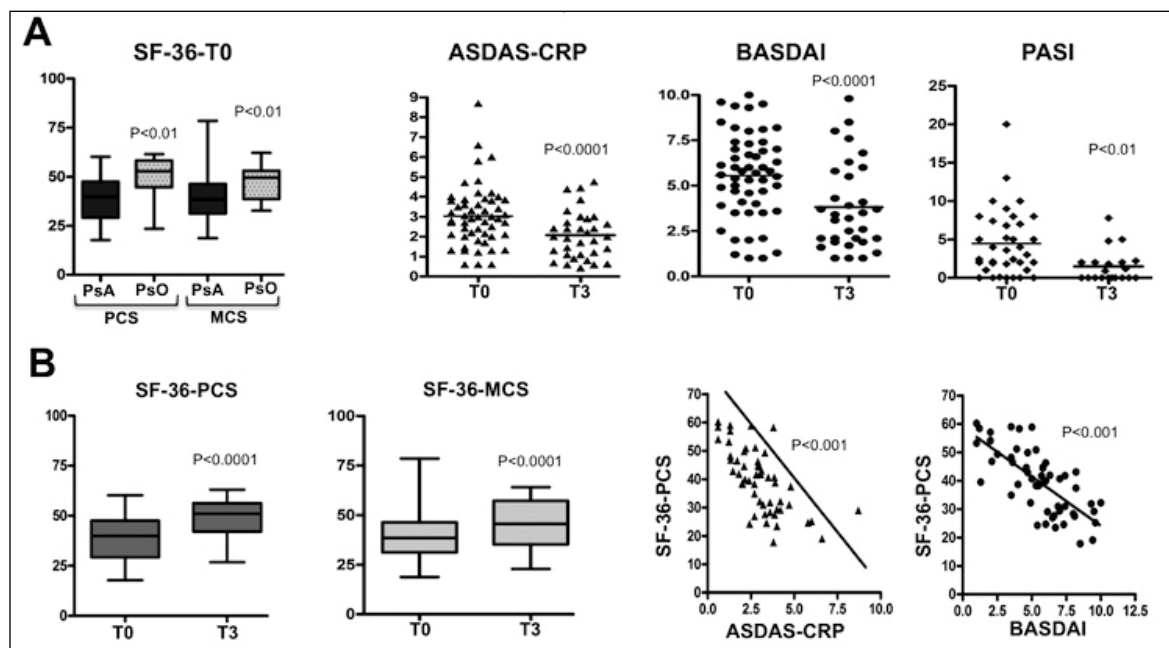 A
SF-36-T0
100
75
50
25
0
P<0.01
P<0.01
PsA
PsO
PsA
PsO
PCS
MCS
ASDAS-CRP
9
8
7
6
5
4
3
2
1
0
P<0.0001
T0
T3
BASDAI
10.0
7.5
5.0
2.5
0.0
P<0.0001
T0
T3
PASI
25
20
15
10
5
0
P<0.01
T0
T3
B
SF-36-PCS
100
75
50
25
0
P<0.0001
T0
T3
SF-36-MCS
100
75
50
25
0
P<0.0001
T0
T3
SF-36-PCS
70
60
50
40
30
20
10
0
P<0.001
0.0
2.5
5.0
7.5
10.0
ASDAS-CRP
SF-36-PCS
70
60
50
40
30
20
10
0
P<0.001
0.0
2.5
5.0
7.5
10.0
12.5
BASDAI